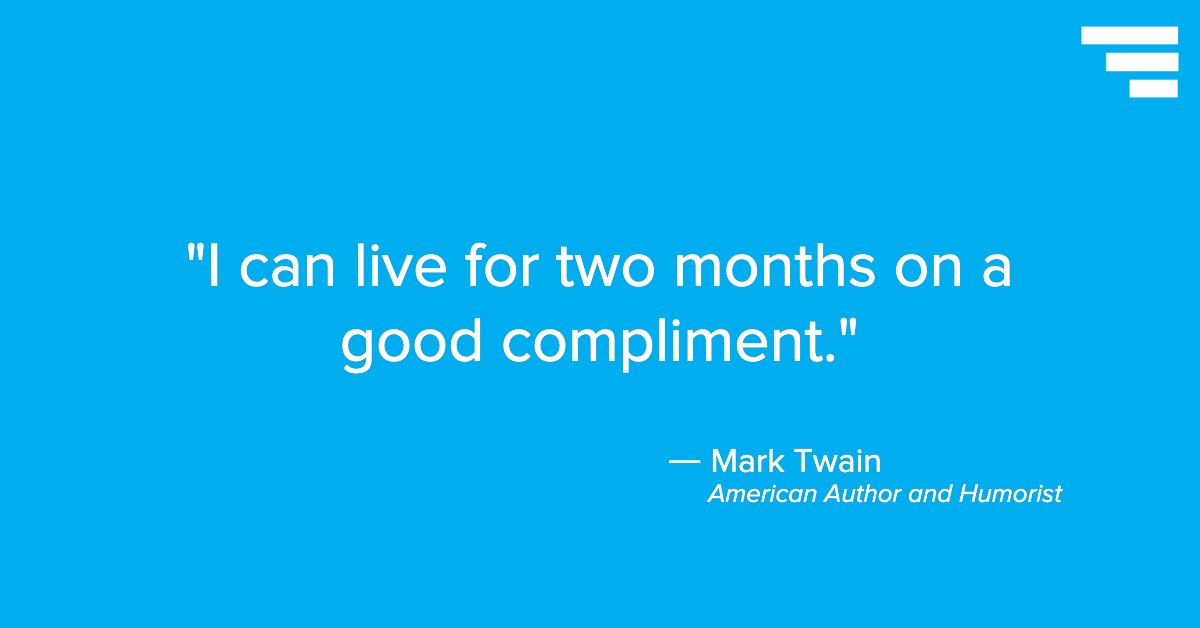 "I can live for two months on a
good compliment."
— Mark Twain
American Author and Humorist